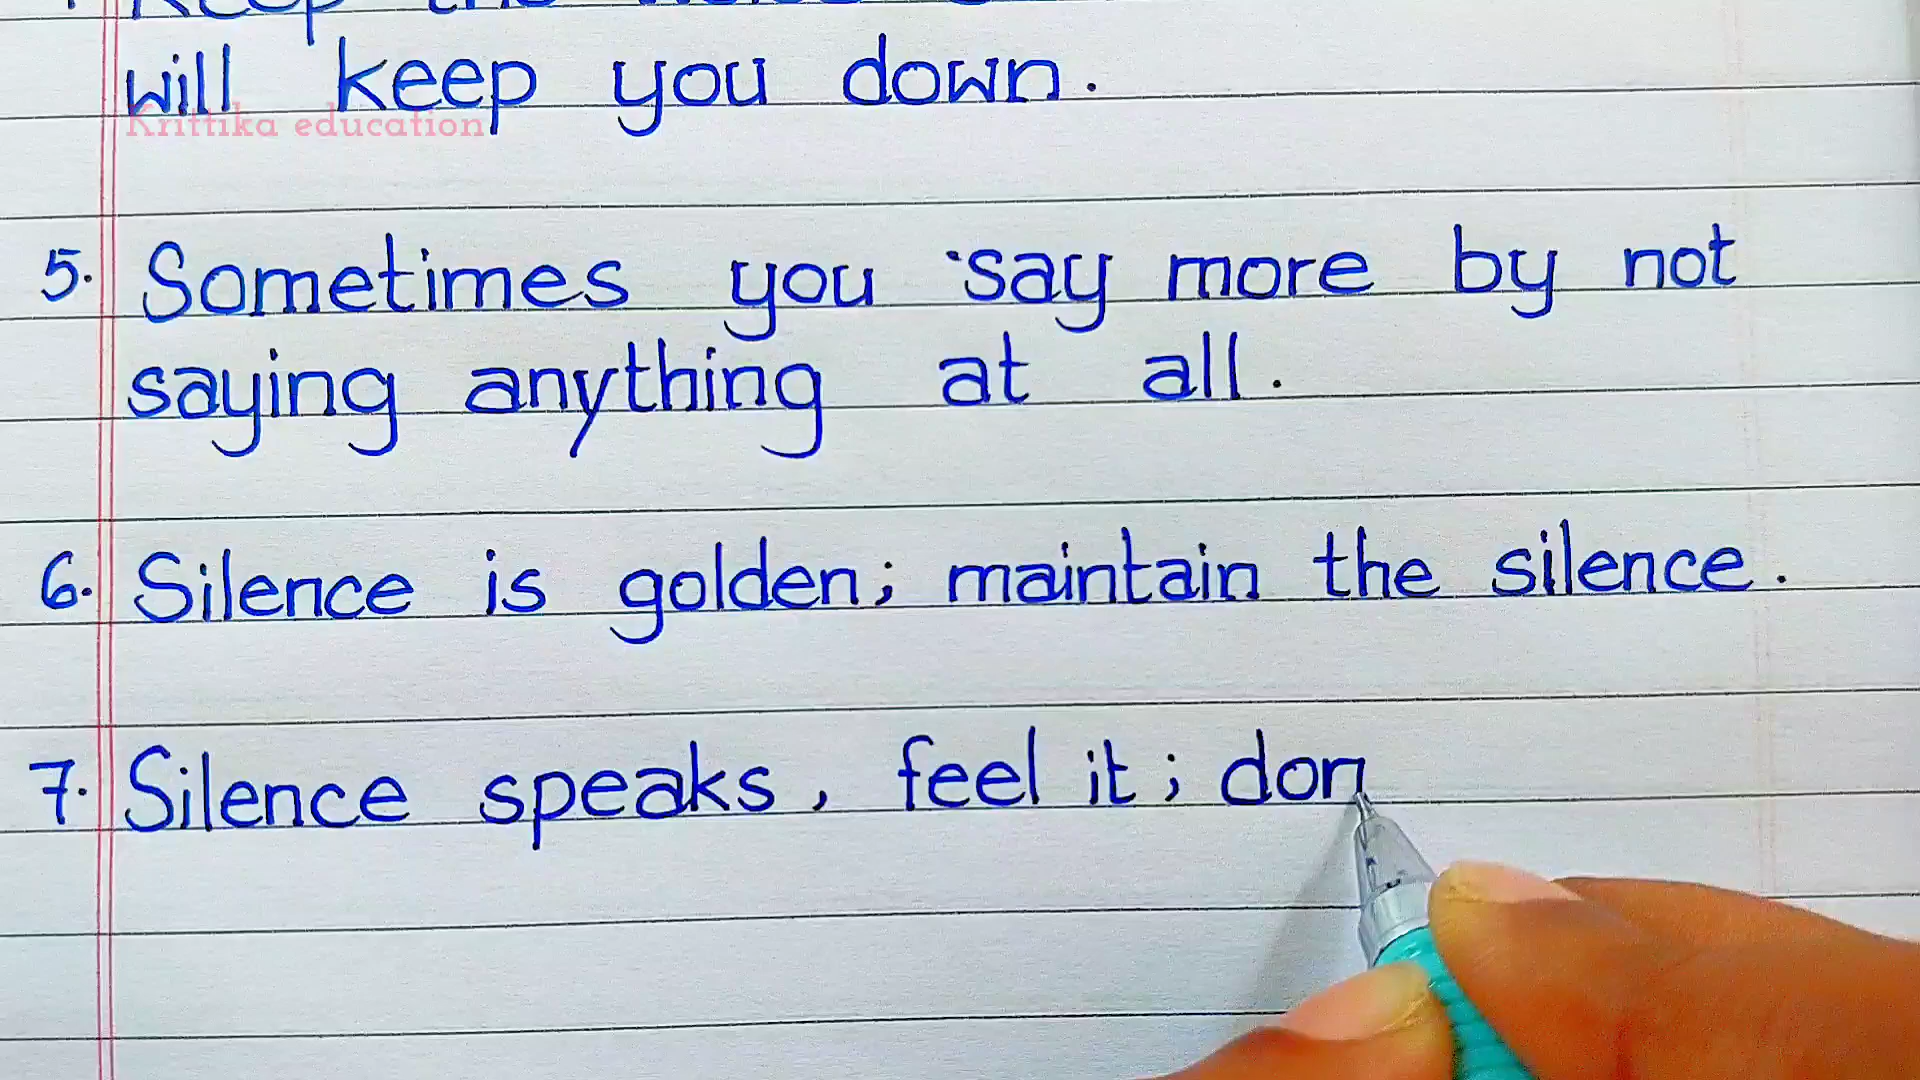 Keep
will keep you down.
Krittika education
5. Sometimes you say more by not
saying anything at all.
6. Silence is golden; maintain the silence.
7. Silence speaks, feel it; don